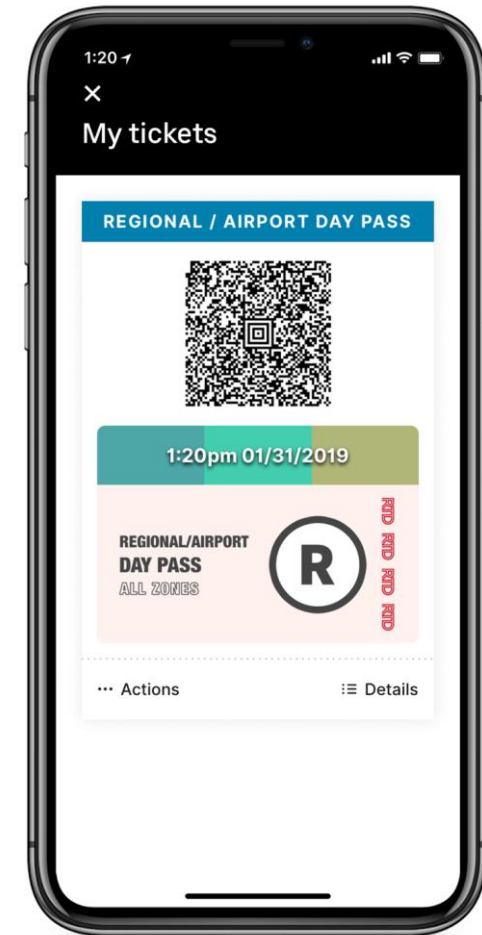 1:20
My tickets
REGIONAL / AIRPORT DAY PASS
1:20pm 01/31/2019
REGIONAL/AIRPORT
DAY PASS
ALL ZONES
R
RTD RTD RTD RTD
Actions
Details